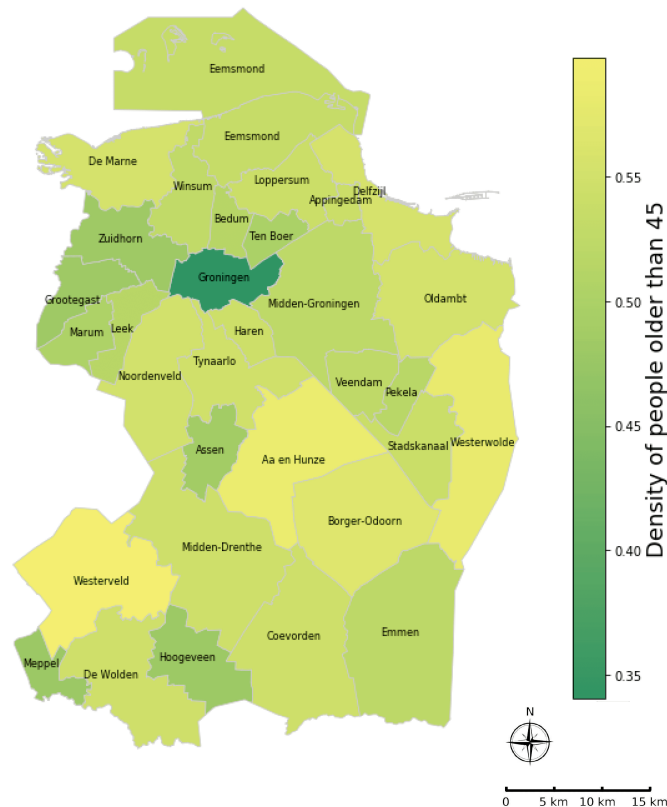 Eemsmond
Eemsmond
De Marne
Loppersum
Winsum
Delfzijl
Appingedam
Bedum
Ten Boer
Zuidhorn
Groningen
Grootegast
Midden-Groningen
Oldambt
Leek
Marum
Haren
Tynaarlo
Noordenveld
Veendam
Pekela
Stadskanaal
Westerwolde
Assen
Aa en Hunze
Borger-Odoorn
Midden-Drenthe
Westerveld
Coevorden
Emmen
Hoogeveen
Meppel
De Wolden
0.55
0.50
0.45
0.40
0.35
Density of people older than 45
N
0 5 km 10 km 15 km